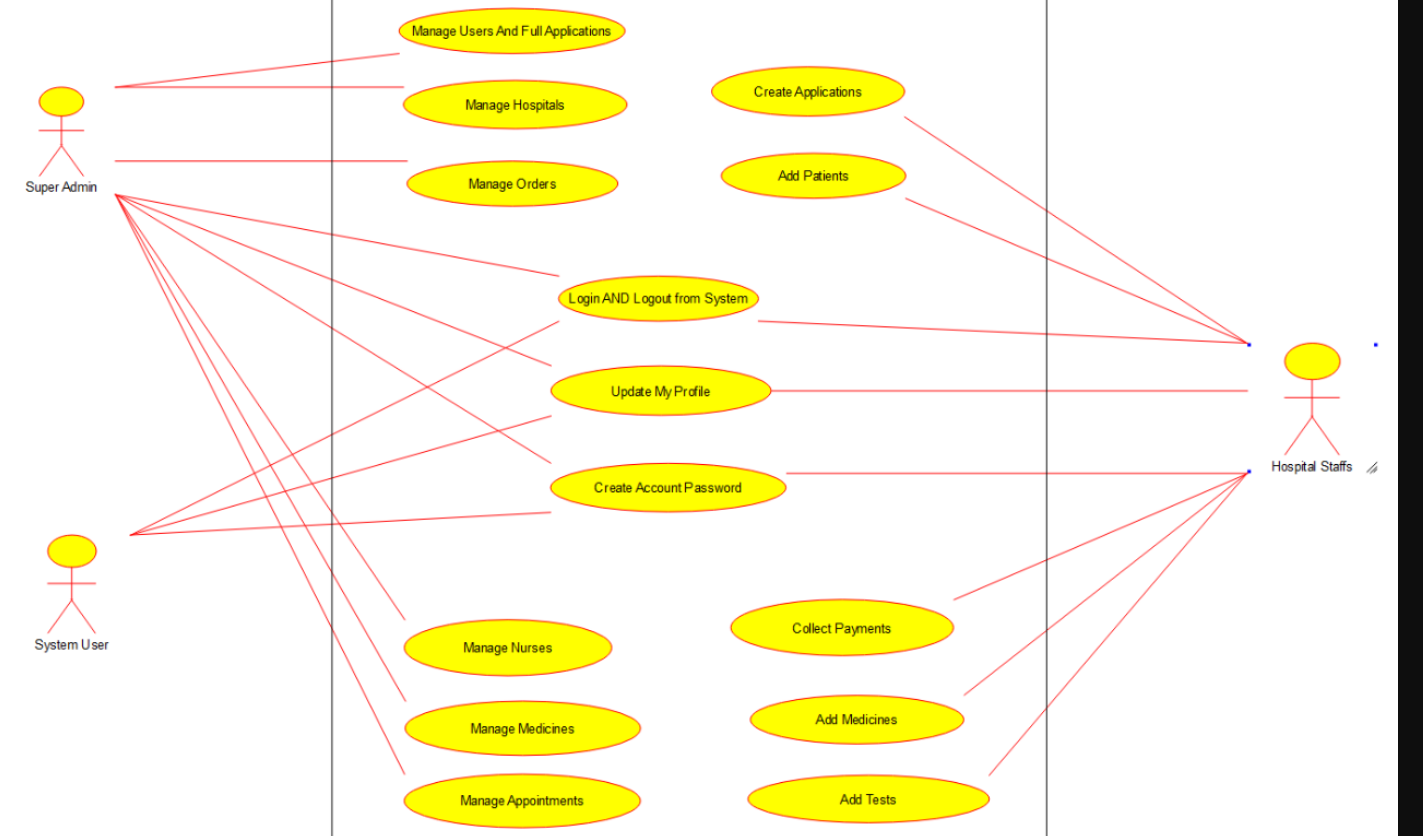 Manage Users And Full Applications
Manage Hospitals
Create Applications
Manage Orders
Add Patients
Super Admin
Login AND Logout from System
Update My Profile
Create Account Password
Hospital Staffs
System User
Manage Nurses
Collect Payments
Manage Medicines
Add Medicines
Manage Appointments
Add Tests